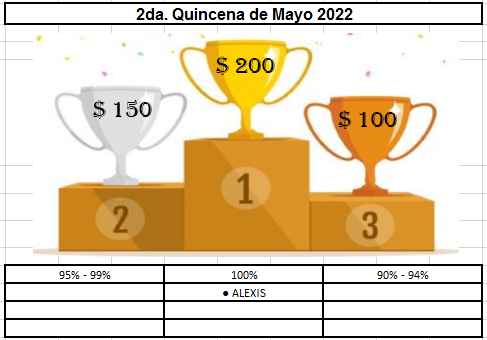 2da. Quincena de Mayo 2022
$ 200
$ 150
$ 100
1
2
3
95% - 99% 100% 90% - 94%
● ALEXIS